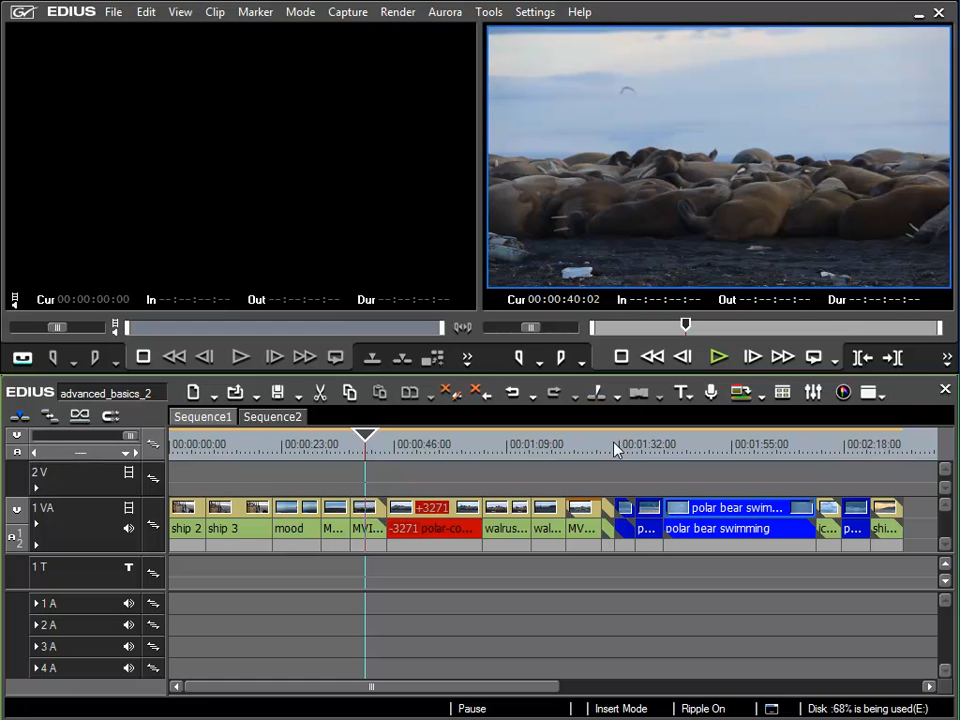 EDIUS File Edit View Clip Marker Mode Capture Render Aurora Tools Settings Help
Cur 00:00:00:00 In --:--:--:-- Out --:--:--:-- Dur --:--:--:--
Cur 00:00:40:02 In --:--:--:-- Out --:--:--:-- Dur --:--:--:--
EDIUS advanced_basics_2
Sequence1 Sequence2
00:00:00:00 00:00:23:00 00:00:46:00 00:01:09:00 00:01:32:00 00:01:55:00 00:02:18:00
2 V
1 VA +3271 polar bear swim...
ship 2 ship 3 mood M... MVI... -3271 polar-co... walrus... wal... MV... p... polar bear swimming ic... p... shi...
1 T T
1 A
2 A
3 A
4 A
Pause Insert Mode Ripple On Disk :68% is being used(E:)